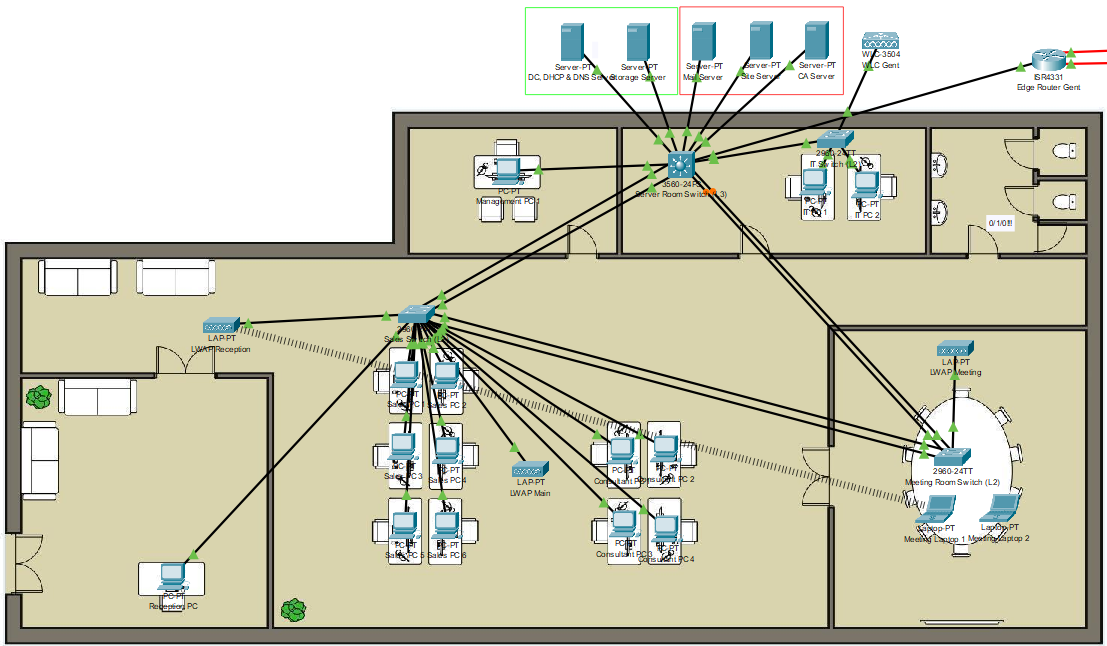 Server-PT
DC, DHCP & DNS Server
Server-PT
Storage Server
Server-PT
Mail Server
Server-PT
Site Server
Server-PT
CA Server
WLC-3504
WLC Gent
ISR4331
Edge Router Gent
PC-PT
Management PC 1
3560-24PS
Server Room Switch (L3)
2960-24TT
IT Switch (L2)
PC-PT
IT PC 1
PC-PT
IT PC 2
0/1/0!!!
LAP-PT
LWAP Reception
Sales Switch (L2)
LAP-PT
LWAP Meeting
PC-PT
Sales PC 1
PC-PT
Sales PC 2
PC-PT
Sales PC 3
PC-PT
Sales PC 4
LAP-PT
LWAP Main
PC-PT
Consultant PC
PC-PT
Consultant PC 2
2960-24TT
Meeting Room Switch (L2)
PC-PT
Sales PC 5
PC-PT
Sales PC 6
PC-PT
Consultant PC 3
PC-PT
Consultant PC 4
Laptop-PT
Meeting Laptop 1
Laptop-PT
Meeting Laptop 2
PC-PT
Reception PC